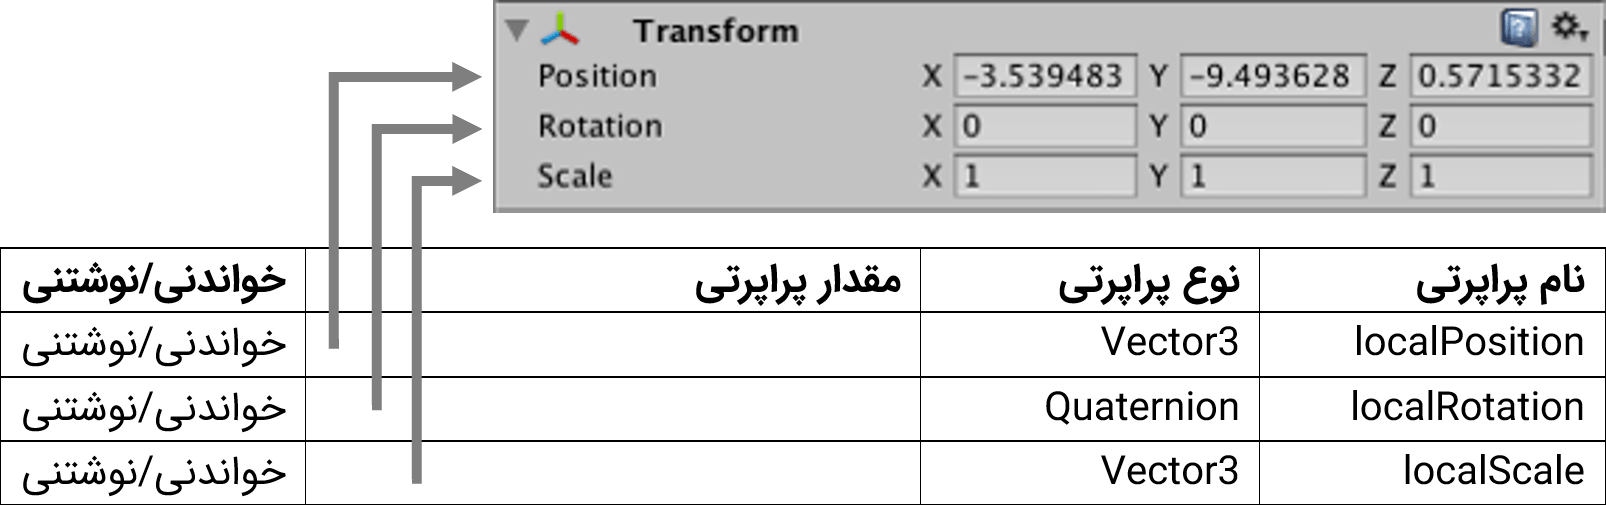 Transform
Position X -3.539483 Y -9.493628 Z 0.5715332
Rotation X 0 Y 0 Z 0
Scale X 1 Y 1 Z 1
نام پراپرتی نوع پراپرتی مقدار پراپرتی خواندنی/نوشتنی
localPosition Vector3 خواندنی/نوشتنی
localRotation Quaternion خواندنی/نوشتنی
localScale Vector3 خواندنی/نوشتنی